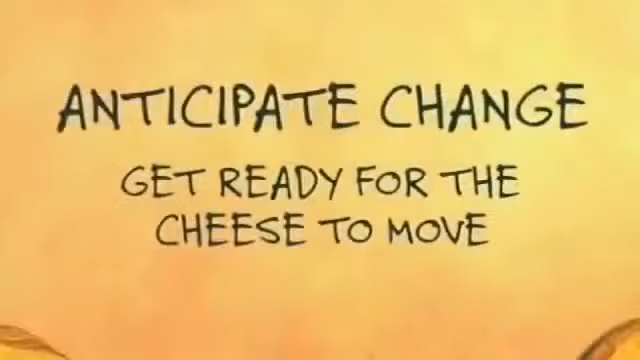 ANTICIPATE CHANGE
GET READY FOR THE
CHEESE TO MOVE